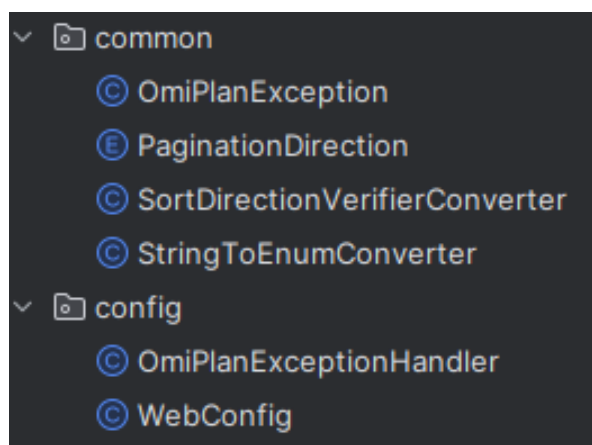 common
C OmiPlanException
E PaginationDirection
C SortDirectionVerifierConverter
C StringToEnumConverter
config
C OmiPlanExceptionHandler
C WebConfig